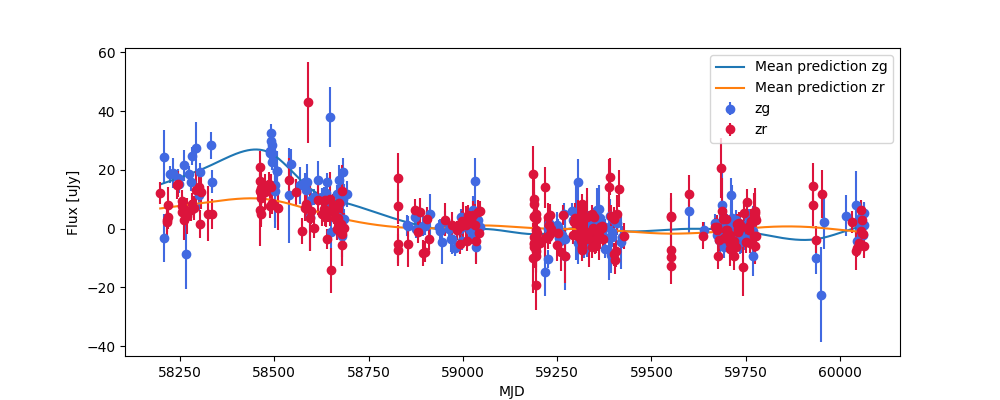 60
40
20
0
−20
−40
Flux [uJy]
58250
58500
58750
59000
59250
59500
59750
60000
MJD
Mean prediction zg
Mean prediction zr
zg
zr